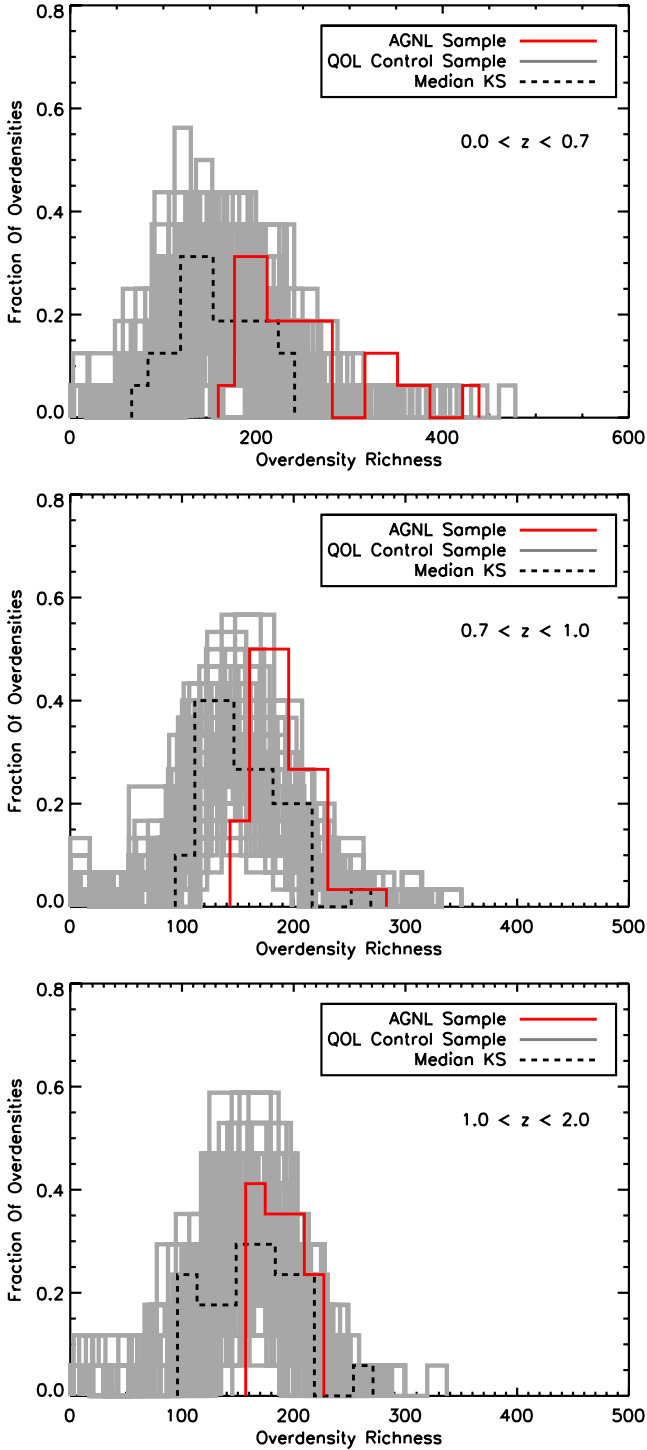 0.8
AGNL Sample
QOL Control Sample
Median KS
0.6
0.0 < z < 0.7
0.4
0.2
0.0
Fraction Of Overdensities
0 200 400 600
Overdensity Richness
0.8
AGNL Sample
QOL Control Sample
Median KS
0.6
0.7 < z < 1.0
0.4
0.2
0.0
Fraction Of Overdensities
0 100 200 300 400 500
Overdensity Richness
0.8
AGNL Sample
QOL Control Sample
Median KS
0.6
1.0 < z < 2.0
0.4
0.2
0.0
Fraction Of Overdensities
0 100 200 300 400 500
Overdensity Richness